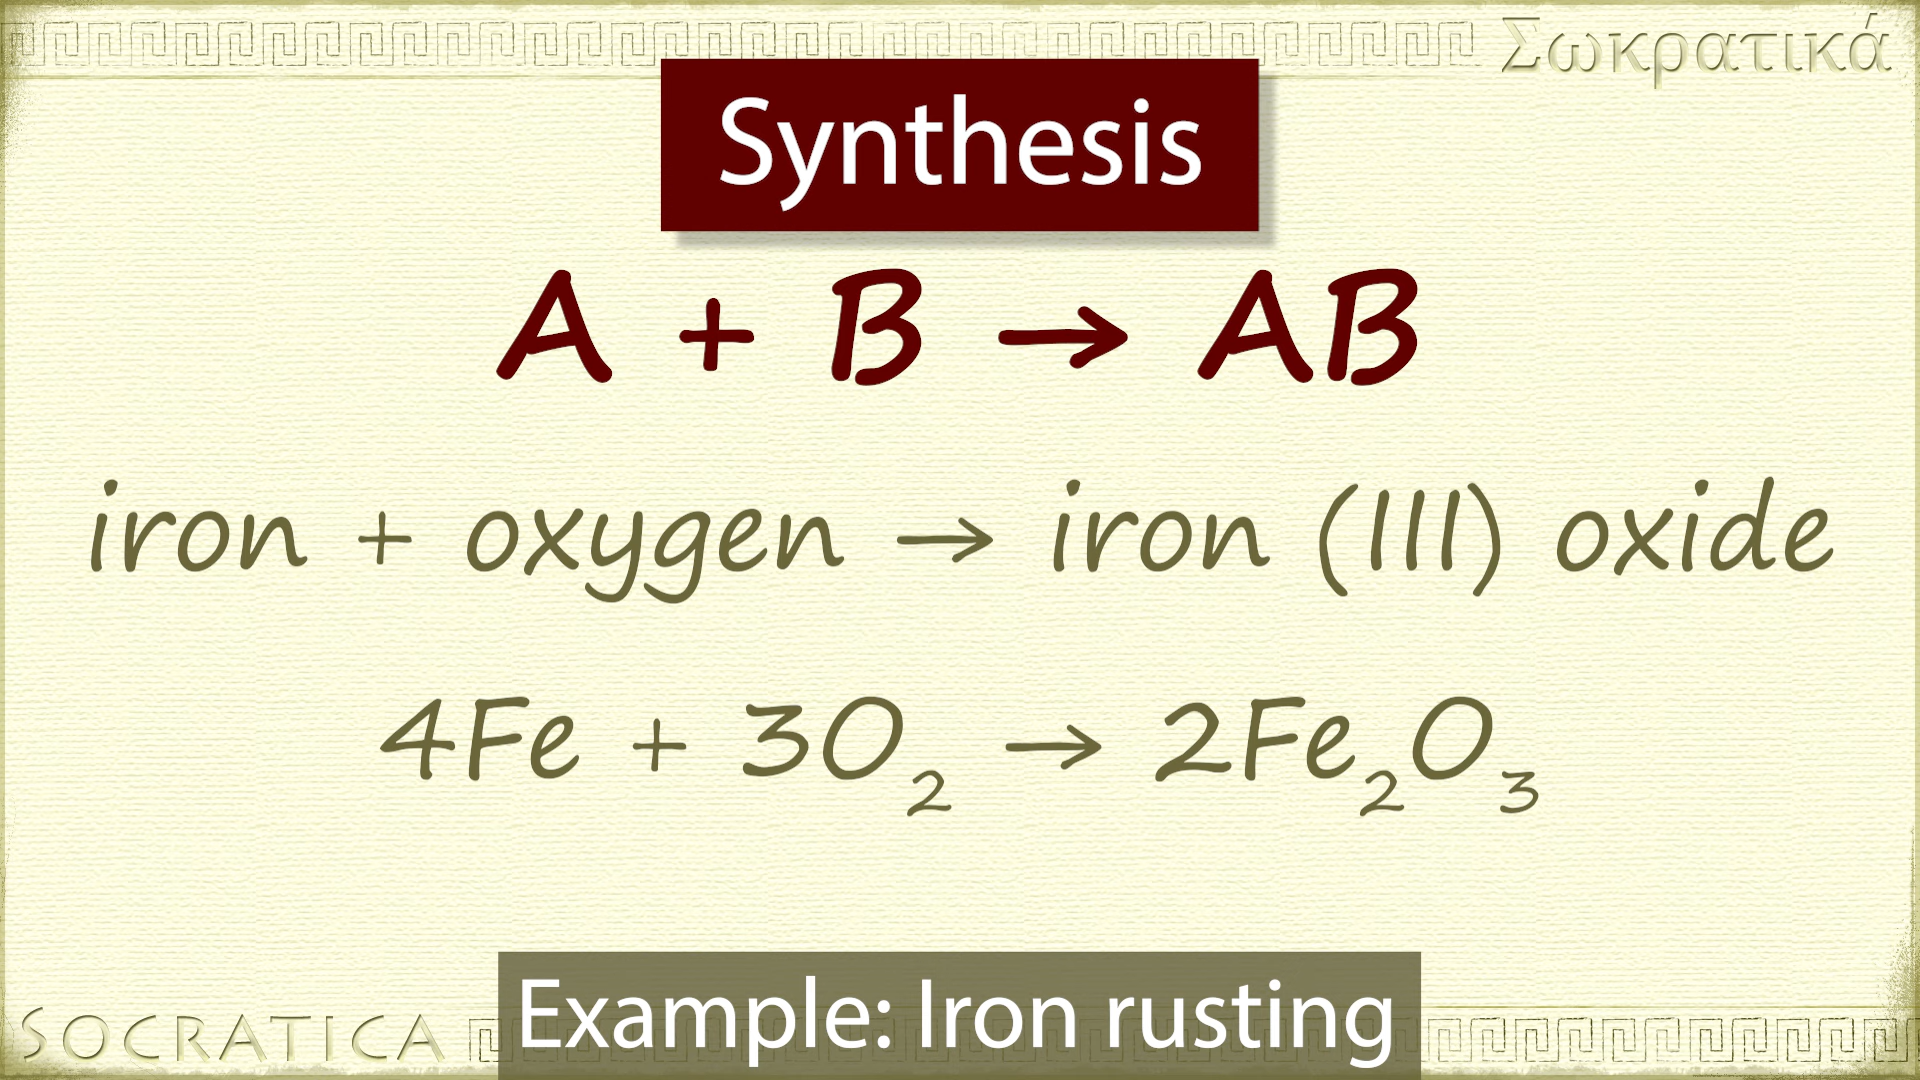 Σωκρατικά
Synthesis
A + B → AB
iron + oxygen → iron (III) oxide
4Fe + 3O₂ → 2Fe₂O₃
Example: Iron rusting
SOCRATICA